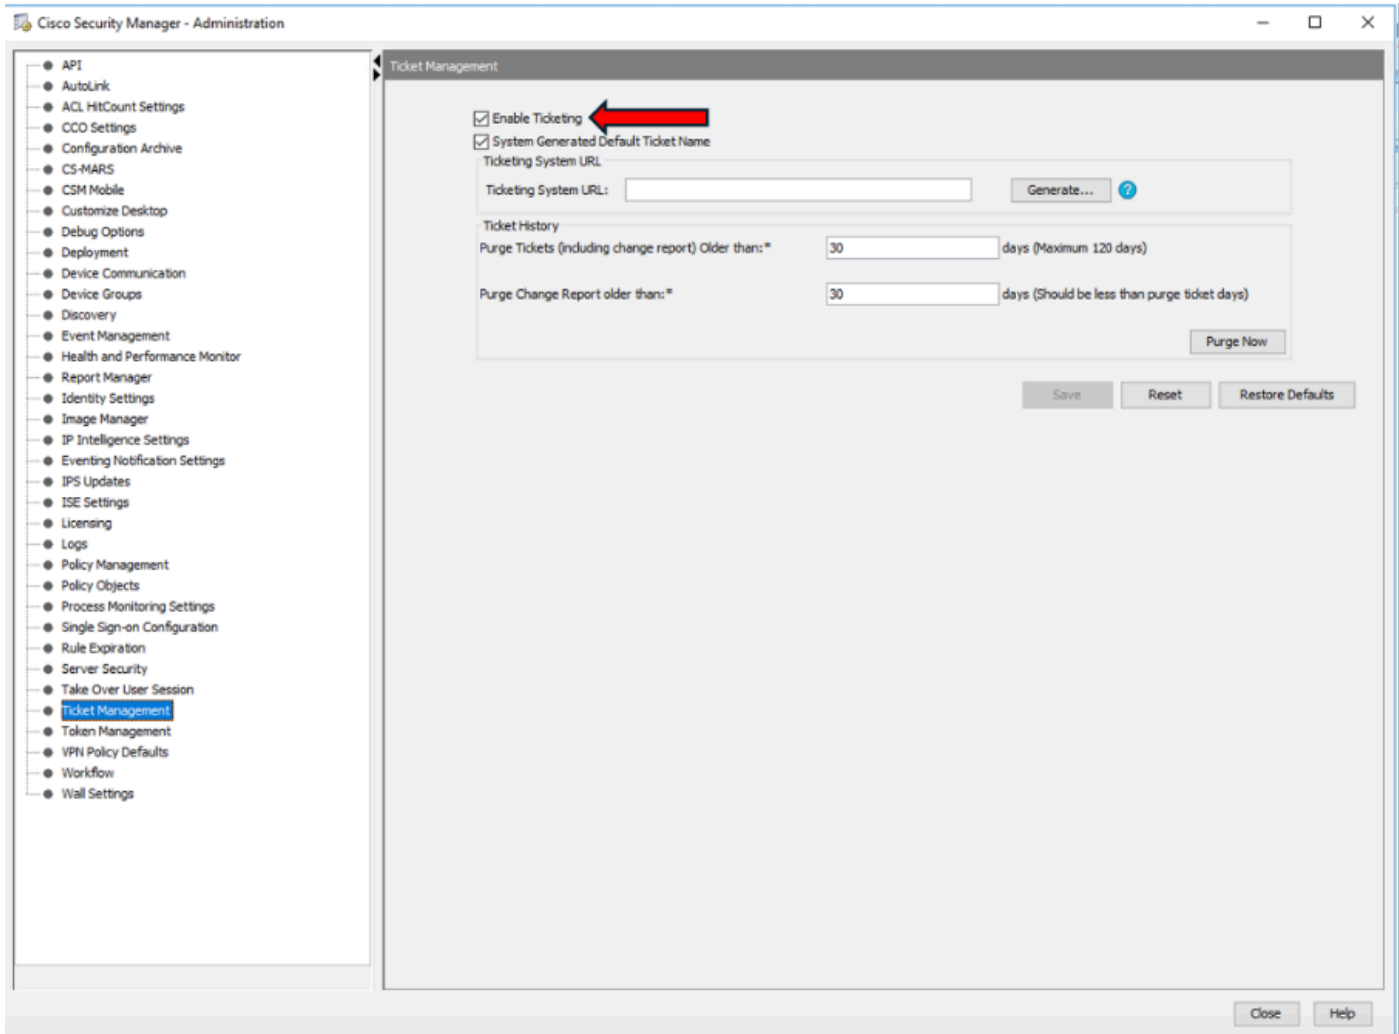 Cisco Security Manager - Administration
API
AutoLink
ACL HitCount Settings
CCO Settings
Configuration Archive
CS-MARS
CSM Mobile
Customize Desktop
Debug Options
Deployment
Device Communication
Device Groups
Discovery
Event Management
Health and Performance Monitor
Report Manager
Identity Settings
Image Manager
IP Intelligence Settings
Eventing Notification Settings
IPS Updates
ISE Settings
Licensing
Logs
Policy Management
Policy Objects
Process Monitoring Settings
Single Sign-on Configuration
Rule Expiration
Server Security
Take Over User Session
Ticket Management
Token Management
VPN Policy Defaults
Workflow
Wall Settings
Ticket Management
Enable Ticketing
System Generated Default Ticket Name
Ticketing System URL
Ticketing System URL: Generate... ?
Ticket History
Purge Tickets (including change report) Older than:* 30 days (Maximum 120 days)
Purge Change Report older than:* 30 days (Should be less than purge ticket days)
Purge Now
Save Reset Restore Defaults
Close Help